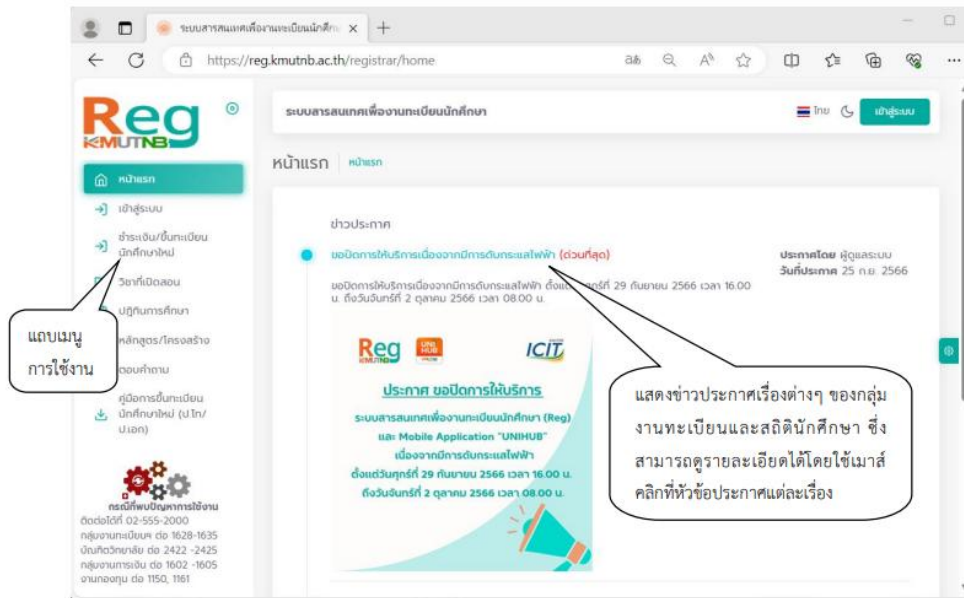 ระบบสารสนเทศเพื่องานทะเบียนนักศึกษ
https://reg.kmutnb.ac.th/registrar/home
Reg
KMUTNB
ระบบสารสนเทศเพื่องานทะเบียนนักศึกษา
ไทย
เข้าสู่ระบบ
หน้าแรก
หน้าแรก
หน้าแรก
เข้าสู่ระบบ
ชำระเงิน/ขึ้นทะเบียน
นักศึกษาใหม่
วิชาที่เปิดสอน
ปฏิทินการศึกษา
หลักสูตร/โครงสร้าง
ตอบคำถาม
คู่มือการขึ้นทะเบียน
นักศึกษาใหม่ (ป.โท/
ป.เอก)
แถบเมนู
การใช้งาน
กรณีที่พบปัญหาการใช้งาน
ติดต่อได้ที่ 02-555-2000
กลุ่มงานทะเบียนฯ ต่อ 1628-1635
บัณฑิตวิทยาลัย ต่อ 2422 -2425
กลุ่มงานการเงิน ต่อ 1602 -1605
งานกองทุน ต่อ 1150, 1161
ข่าวประกาศ
ขอปิดการให้บริการเนื่องจากมีการดับกระแสไฟฟ้า (ด่วนที่สุด)
ประกาศโดย ผู้ดูแลระบบ
วันที่ประกาศ 25 ก.ย. 2566
ขอปิดการให้บริการเนื่องจากมีการดับกระแสไฟฟ้า ตั้งแต่ 29 กันยายน 2566 เวลา 16.00
น. ถึงวันจันทร์ที่ 2 ตุลาคม 2566 เวลา 08.00 น.
Reg
KMUTNB
UNI
HUB
ICIT
ประกาศ ขอปิดการให้บริการ
ระบบสารสนเทศเพื่องานทะเบียนนักศึกษา (Reg)
และ Mobile Application "UNIHUB"
เนื่องจากมีการดับกระแสไฟฟ้า
ตั้งแต่วันศุกร์ที่ 29 กันยายน 2566 เวลา 16.00 น.
ถึงวันจันทร์ที่ 2 ตุลาคม 2566 เวลา 08.00 น.
แสดงข่าวประกาศเรื่องต่างๆ ของกลุ่ม
งานทะเบียนและสถิตินักศึกษา ซึ่ง
สามารถดูรายละเอียดได้โดยใช้เมาส์
คลิกที่หัวข้อประกาศแต่ละเรื่อง